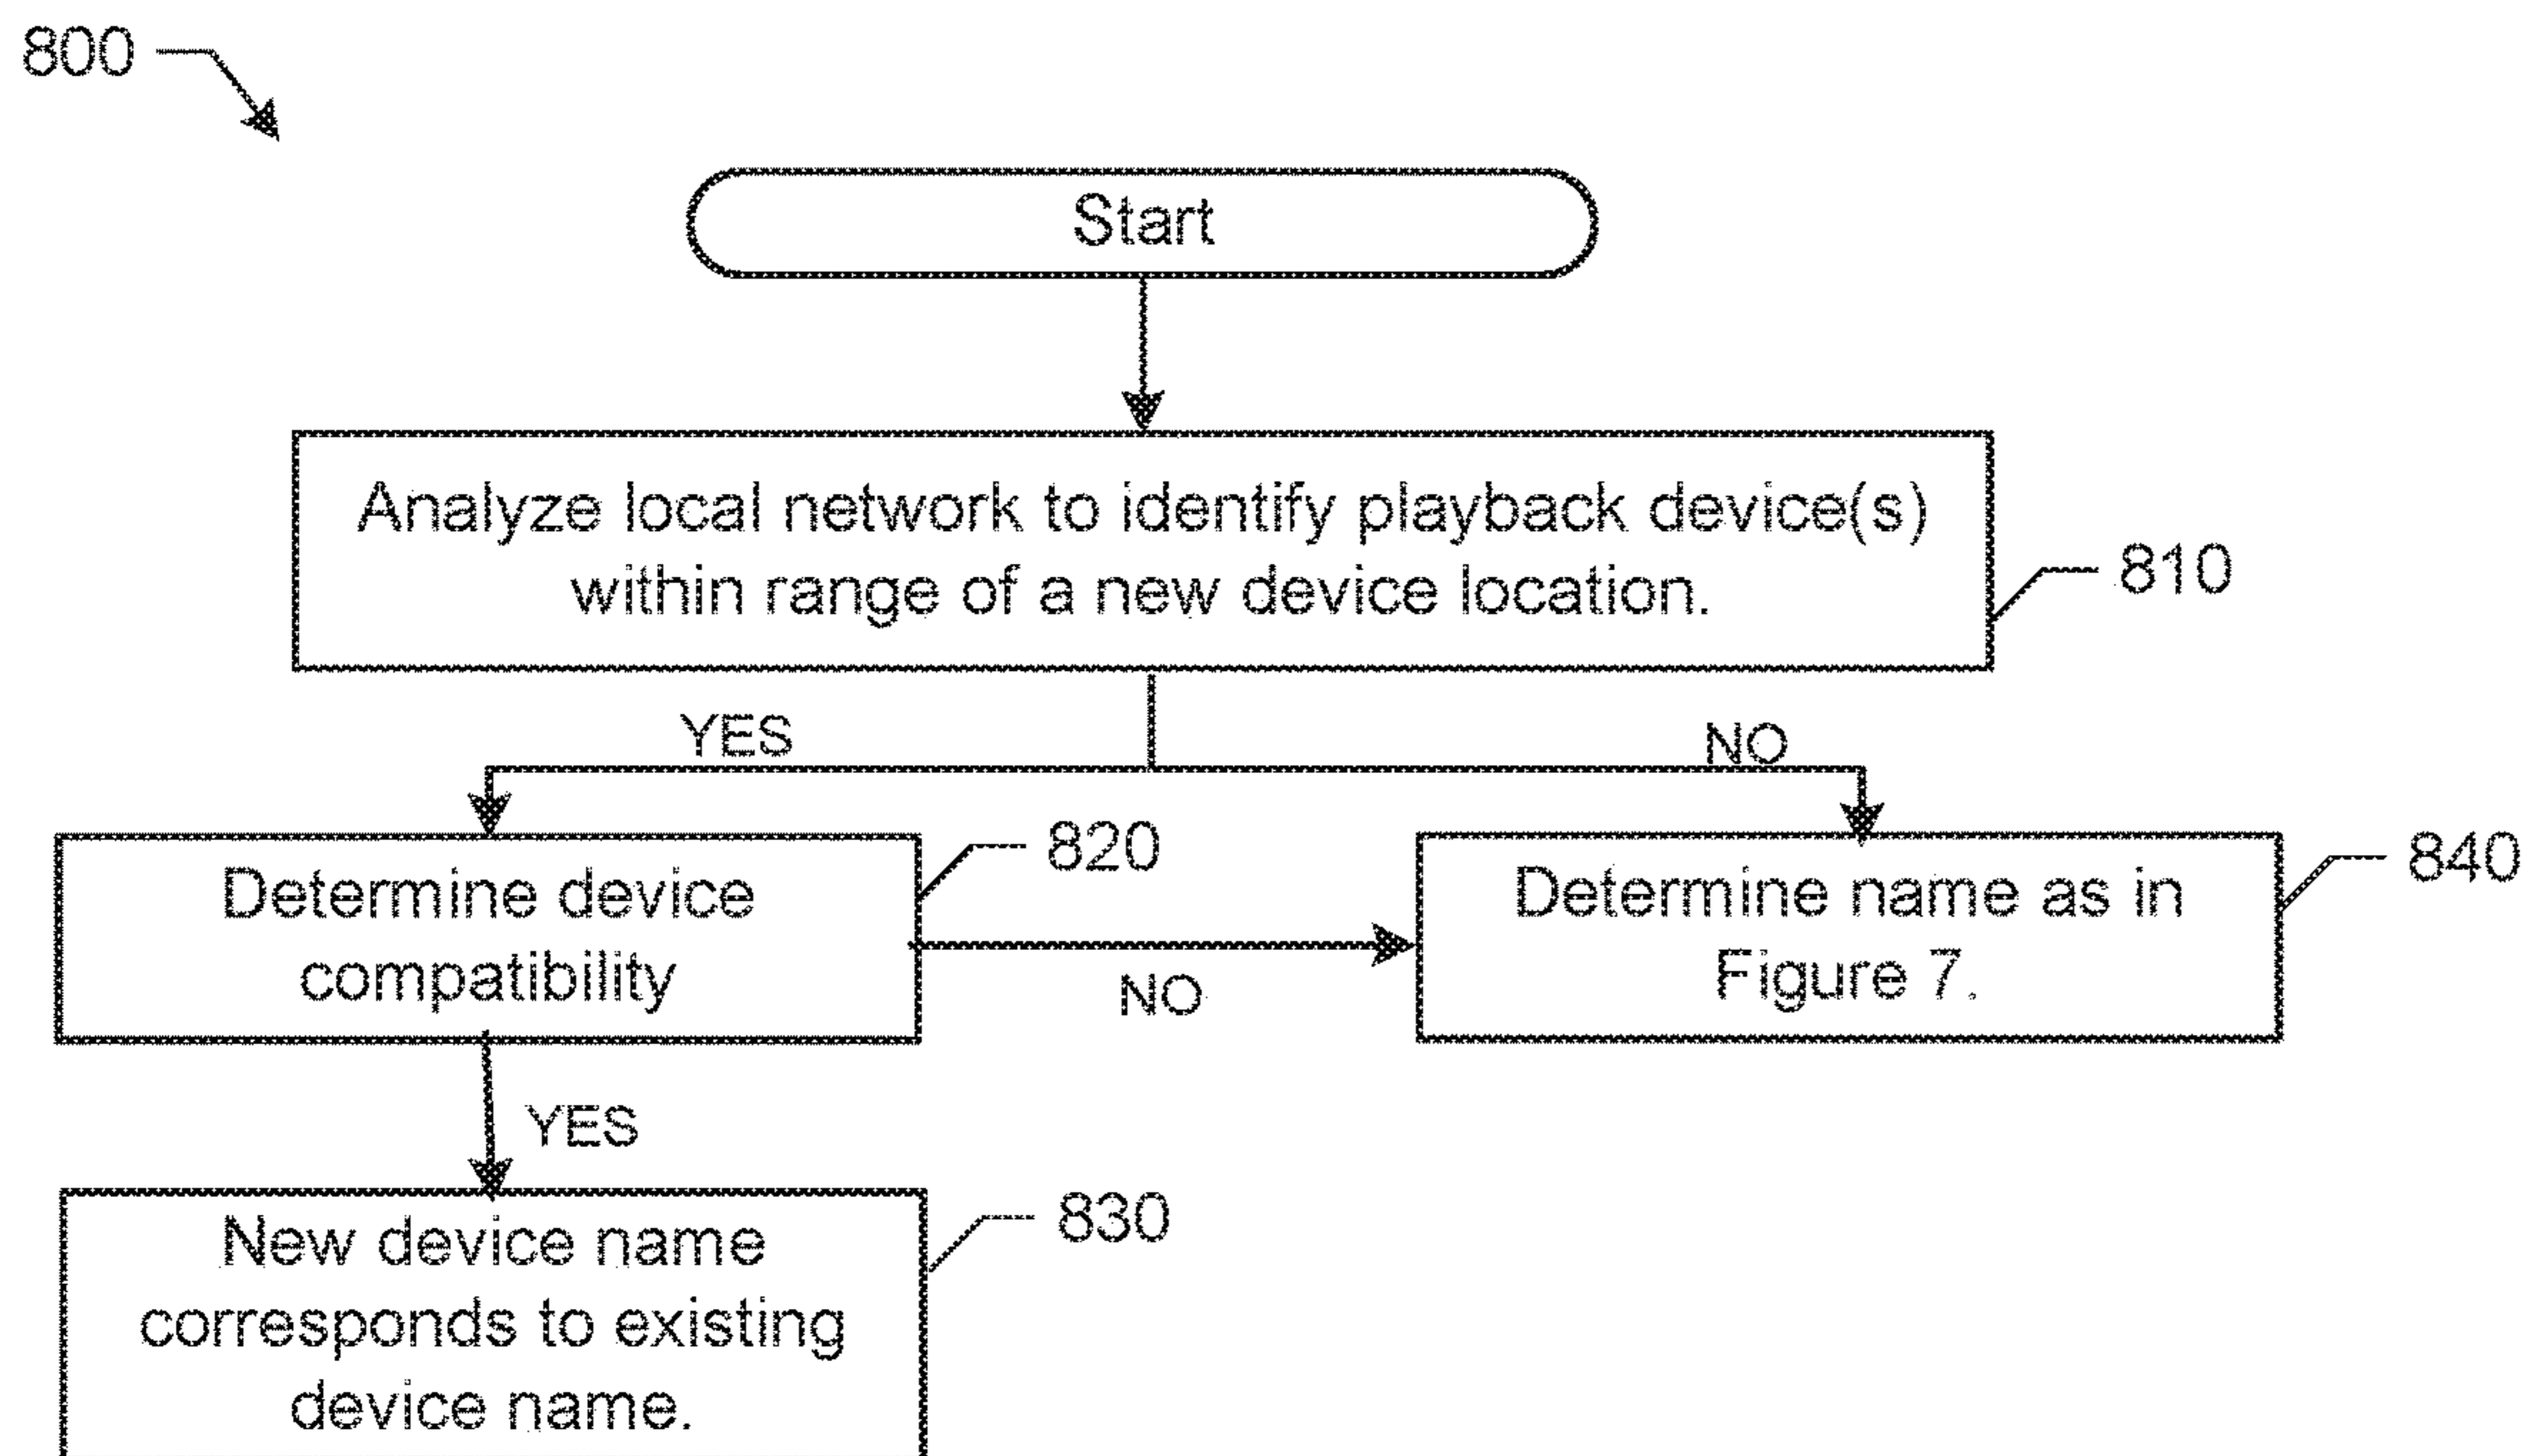 800
Start
Analyze local network to identify playback device(s)
within range of a new device location.
810
YES
NO
Determine device
compatibility
820
NO
Determine name as in
Figure 7.
840
YES
New device name
corresponds to existing
device name.
830